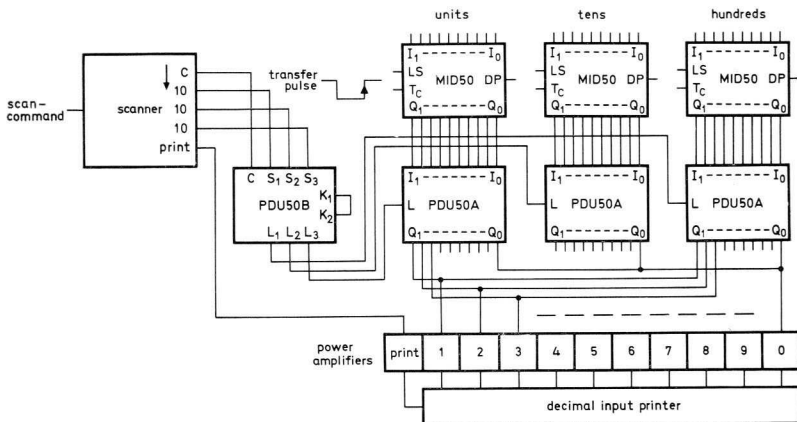 units tens hundreds
I₁ I₀ I₁ I₀ I₁ I₀
transfer pulse
LS MID50 DP
T_C
Q₁ Q₀
LS MID50 DP
T_C
Q₁ Q₀
LS MID50 DP
T_C
Q₁ Q₀
scan-
command
scanner
C
10
10
10
print
C S₁ S₂ S₃
K₁
PDU50B
K₂
L₁ L₂ L₃
I₁ I₀
L PDU50A
Q₁ Q₀
I₁ I₀
L PDU50A
Q₁ Q₀
I₁ I₀
L PDU50A
Q₁ Q₀
power
amplifiers
print 1 2 3 4 5 6 7 8 9 0
decimal input printer